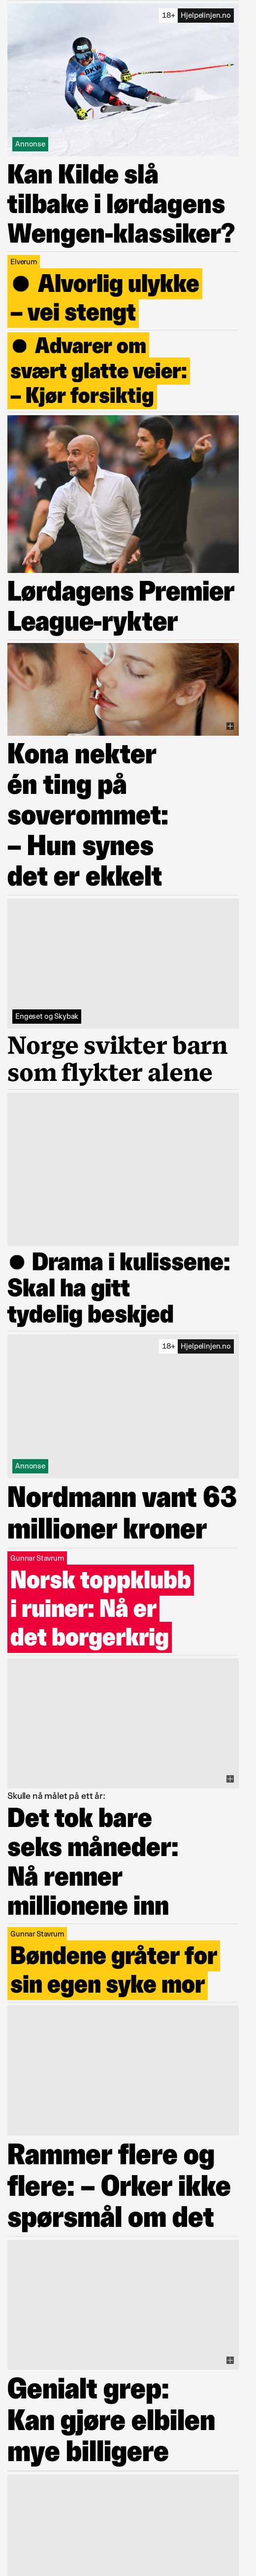 18+ Hjelpelinjen.no
BKW
Annonse
Kan Kilde slå
tilbake i lørdagens
Wengen-klassiker?
Elverum
● Alvorlig ulykke
– vei stengt
● Advarer om
svært glatte veier:
– Kjør forsiktig
Lørdagens Premier
League-rykter
Kona nekter
én ting på
soverommet:
– Hun synes
det er ekkelt
Engeset og Skybak
Norge svikter barn
som flykter alene
● Drama i kulissene:
Skal ha gitt
tydelig beskjed
18+ Hjelpelinjen.no
Annonse
Nordmann vant 63
millioner kroner
Gunnar Stavrum
Norsk toppklubb
i ruiner: Nå er
det borgerkrig
Skulle nå målet på ett år:
Det tok bare
seks måneder:
Nå renner
millionene inn
Gunnar Stavrum
Bøndene gråter for
sin egen syke mor
Rammer flere og
flere: – Orker ikke
spørsmål om det
Genialt grep:
Kan gjøre elbilen
mye billigere